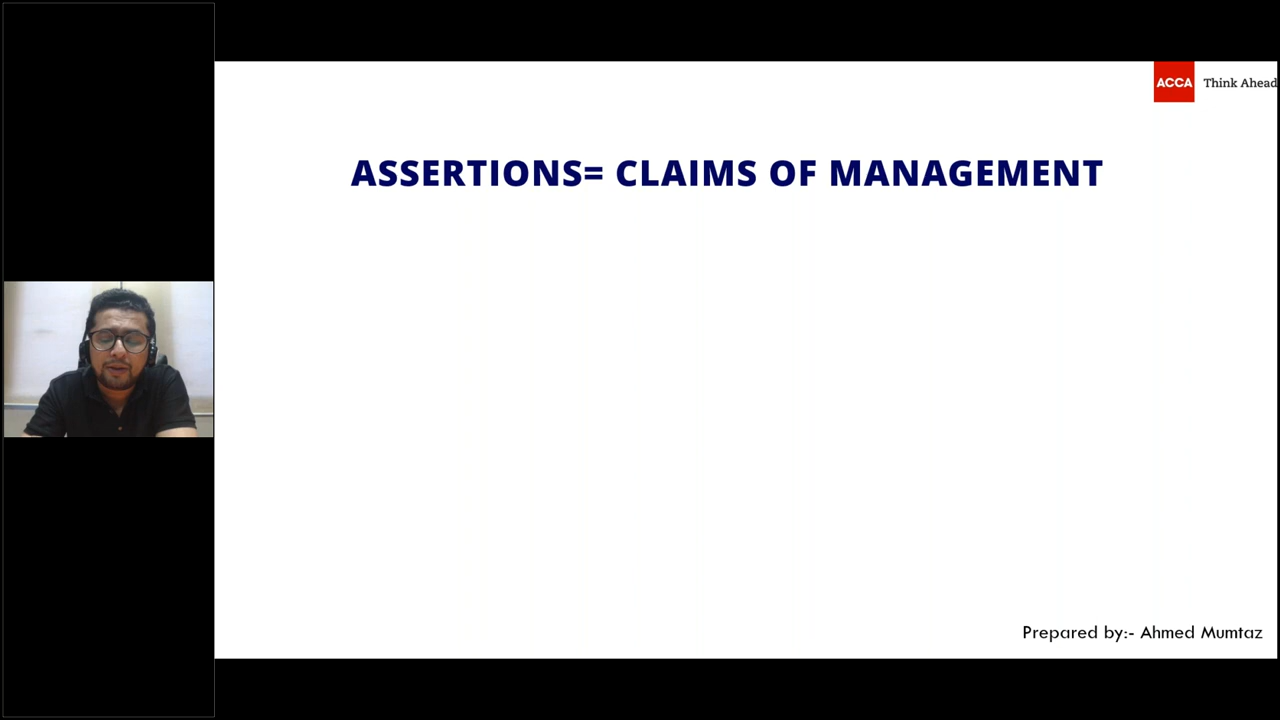 ACCA Think Ahead
ASSERTIONS= CLAIMS OF MANAGEMENT
Prepared by:- Ahmed Mumtaz